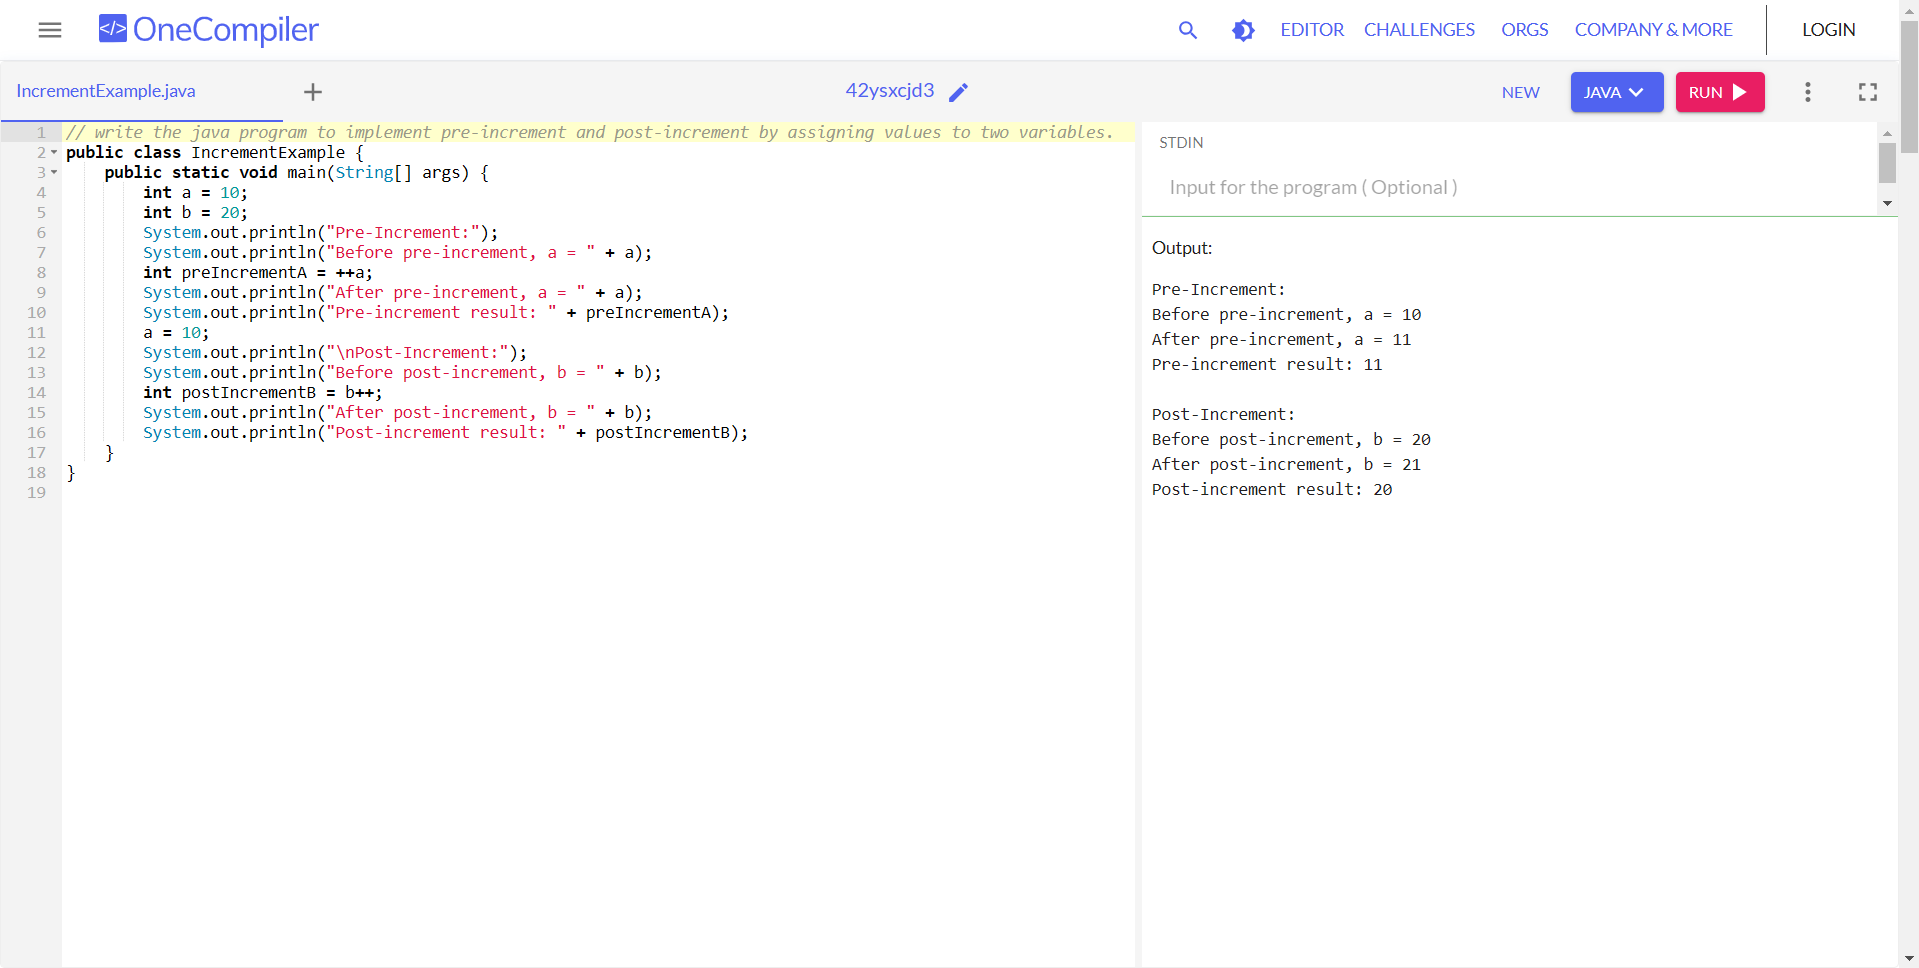 </> OneCompiler
EDITOR CHALLENGES ORGS COMPANY & MORE LOGIN
IncrementExample.java + 42ysxcjd3 NEW JAVA RUN
1 // write the java program to implement pre-increment and post-increment by assigning values to two variables.
2 public class IncrementExample {
3     public static void main(String[] args) {
4         int a = 10;
5         int b = 20;
6         System.out.println("Pre-Increment:");
7         System.out.println("Before pre-increment, a = " + a);
8         int preIncrementA = ++a;
9         System.out.println("After pre-increment, a = " + a);
10         System.out.println("Pre-increment result: " + preIncrementA);
11         a = 10;
12         System.out.println("\nPost-Increment:");
13         System.out.println("Before post-increment, b = " + b);
14         int postIncrementB = b++;
15         System.out.println("After post-increment, b = " + b);
16         System.out.println("Post-increment result: " + postIncrementB);
17     }
18 }
19
STDIN
Input for the program ( Optional )
Output:
Pre-Increment:
Before pre-increment, a = 10
After pre-increment, a = 11
Pre-increment result: 11
Post-Increment:
Before post-increment, b = 20
After post-increment, b = 21
Post-increment result: 20